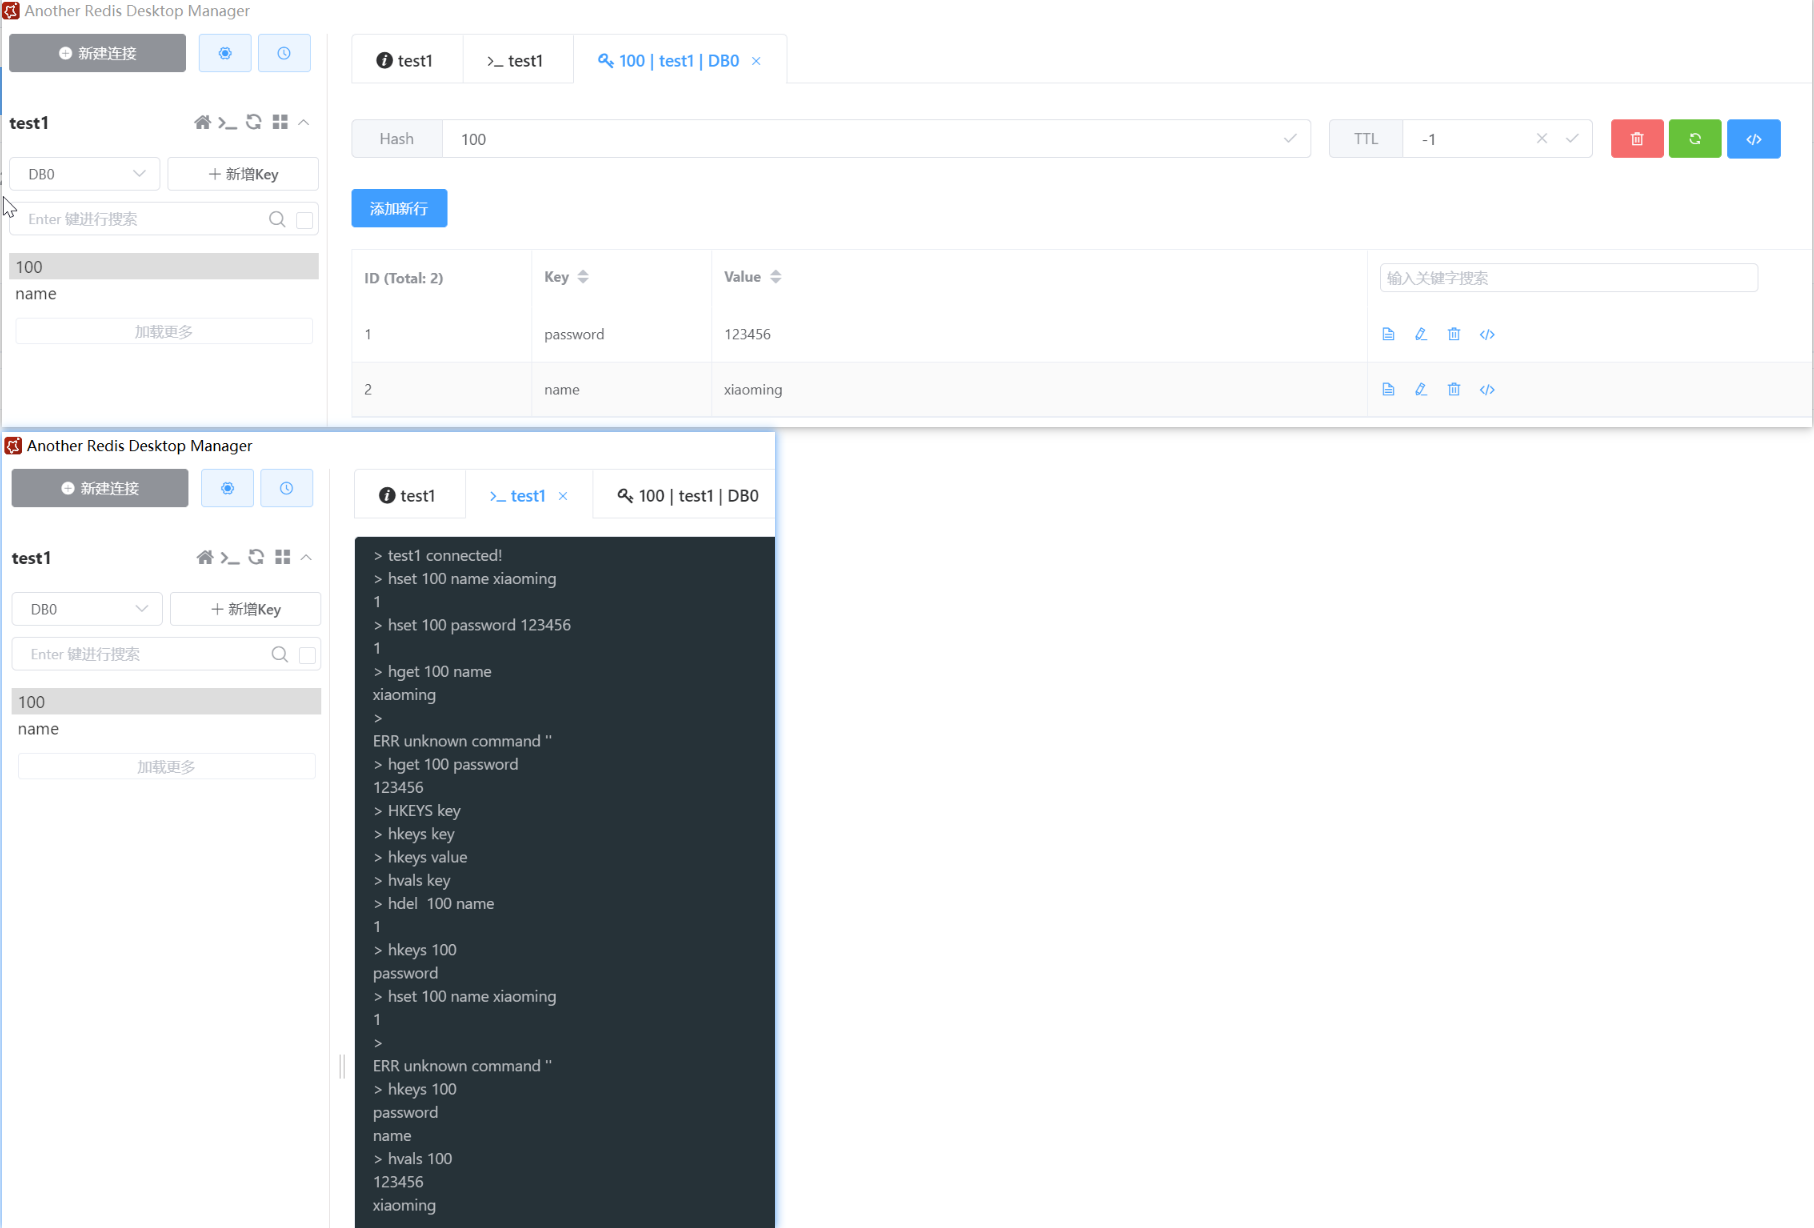 Another Redis Desktop Manager
新建连接
test1
>_ test1
100 | test1 | DB0
test1
DB0
新增Key
Enter 键进行搜索
100
name
加载更多
Hash
100
TTL
-1
添加新行
ID (Total: 2)
Key
Value
输入关键字搜索
1
password
123456
2
name
xiaoming
Another Redis Desktop Manager
新建连接
test1
>_ test1
100 | test1 | DB0
test1
DB0
新增Key
Enter 键进行搜索
100
name
加载更多
> test1 connected!
> hset 100 name xiaoming
1
> hset 100 password 123456
1
> hget 100 name
xiaoming
>
ERR unknown command ''
> hget 100 password
123456
> HKEYS key
> hkeys key
> hkeys value
> hvals key
> hdel  100 name
1
> hkeys 100
password
> hset 100 name xiaoming
1
>
ERR unknown command ''
> hkeys 100
password
name
> hvals 100
123456
xiaoming